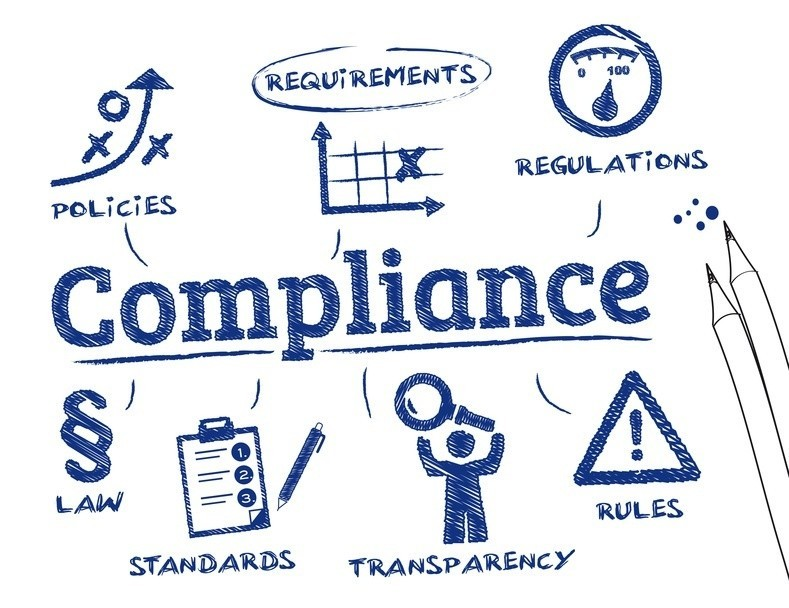 REQUIREMENTS
0 100
REGULATIONS
POLICIES
Compliance
§
1.
2.
3
!
LAW
RULES
STANDARDS
TRANSPARENCY